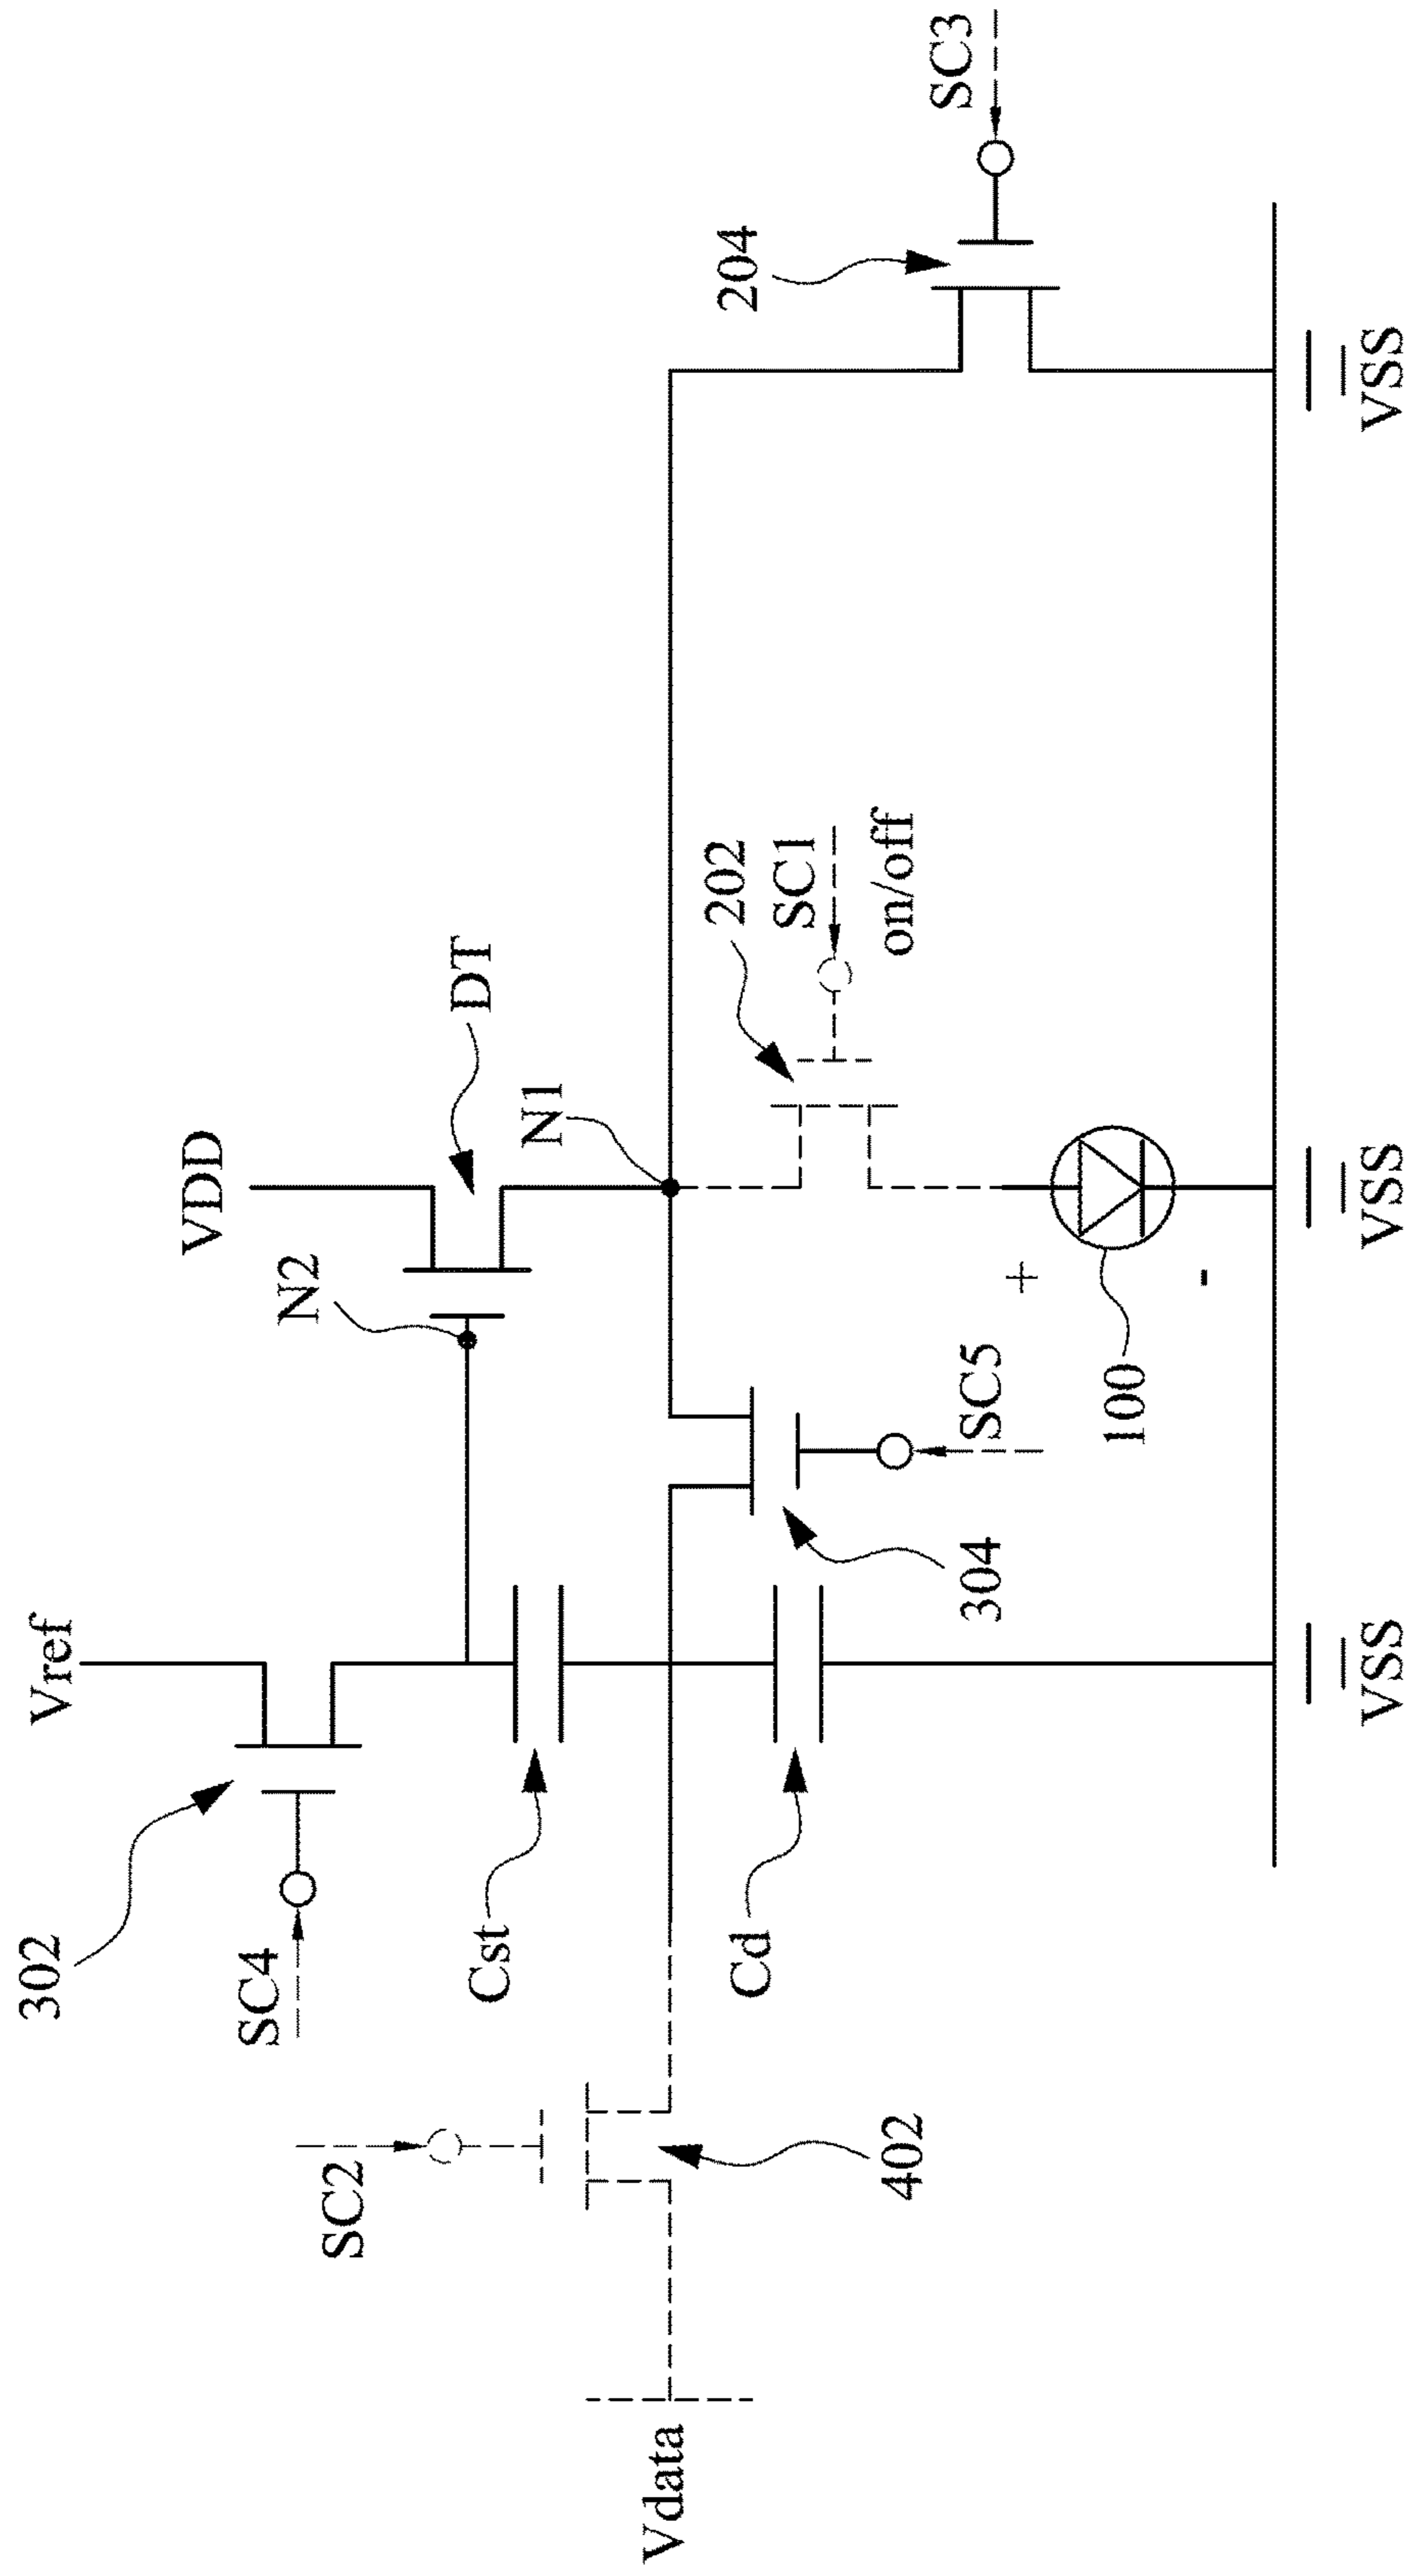 Vref
VDD
302
N2
DT
SC4
N1
SC3
204
Cst
SC2
202
SC1
on/off
Vdata
Cd
402
304
SC5
+
-
100
VSS
VSS
VSS